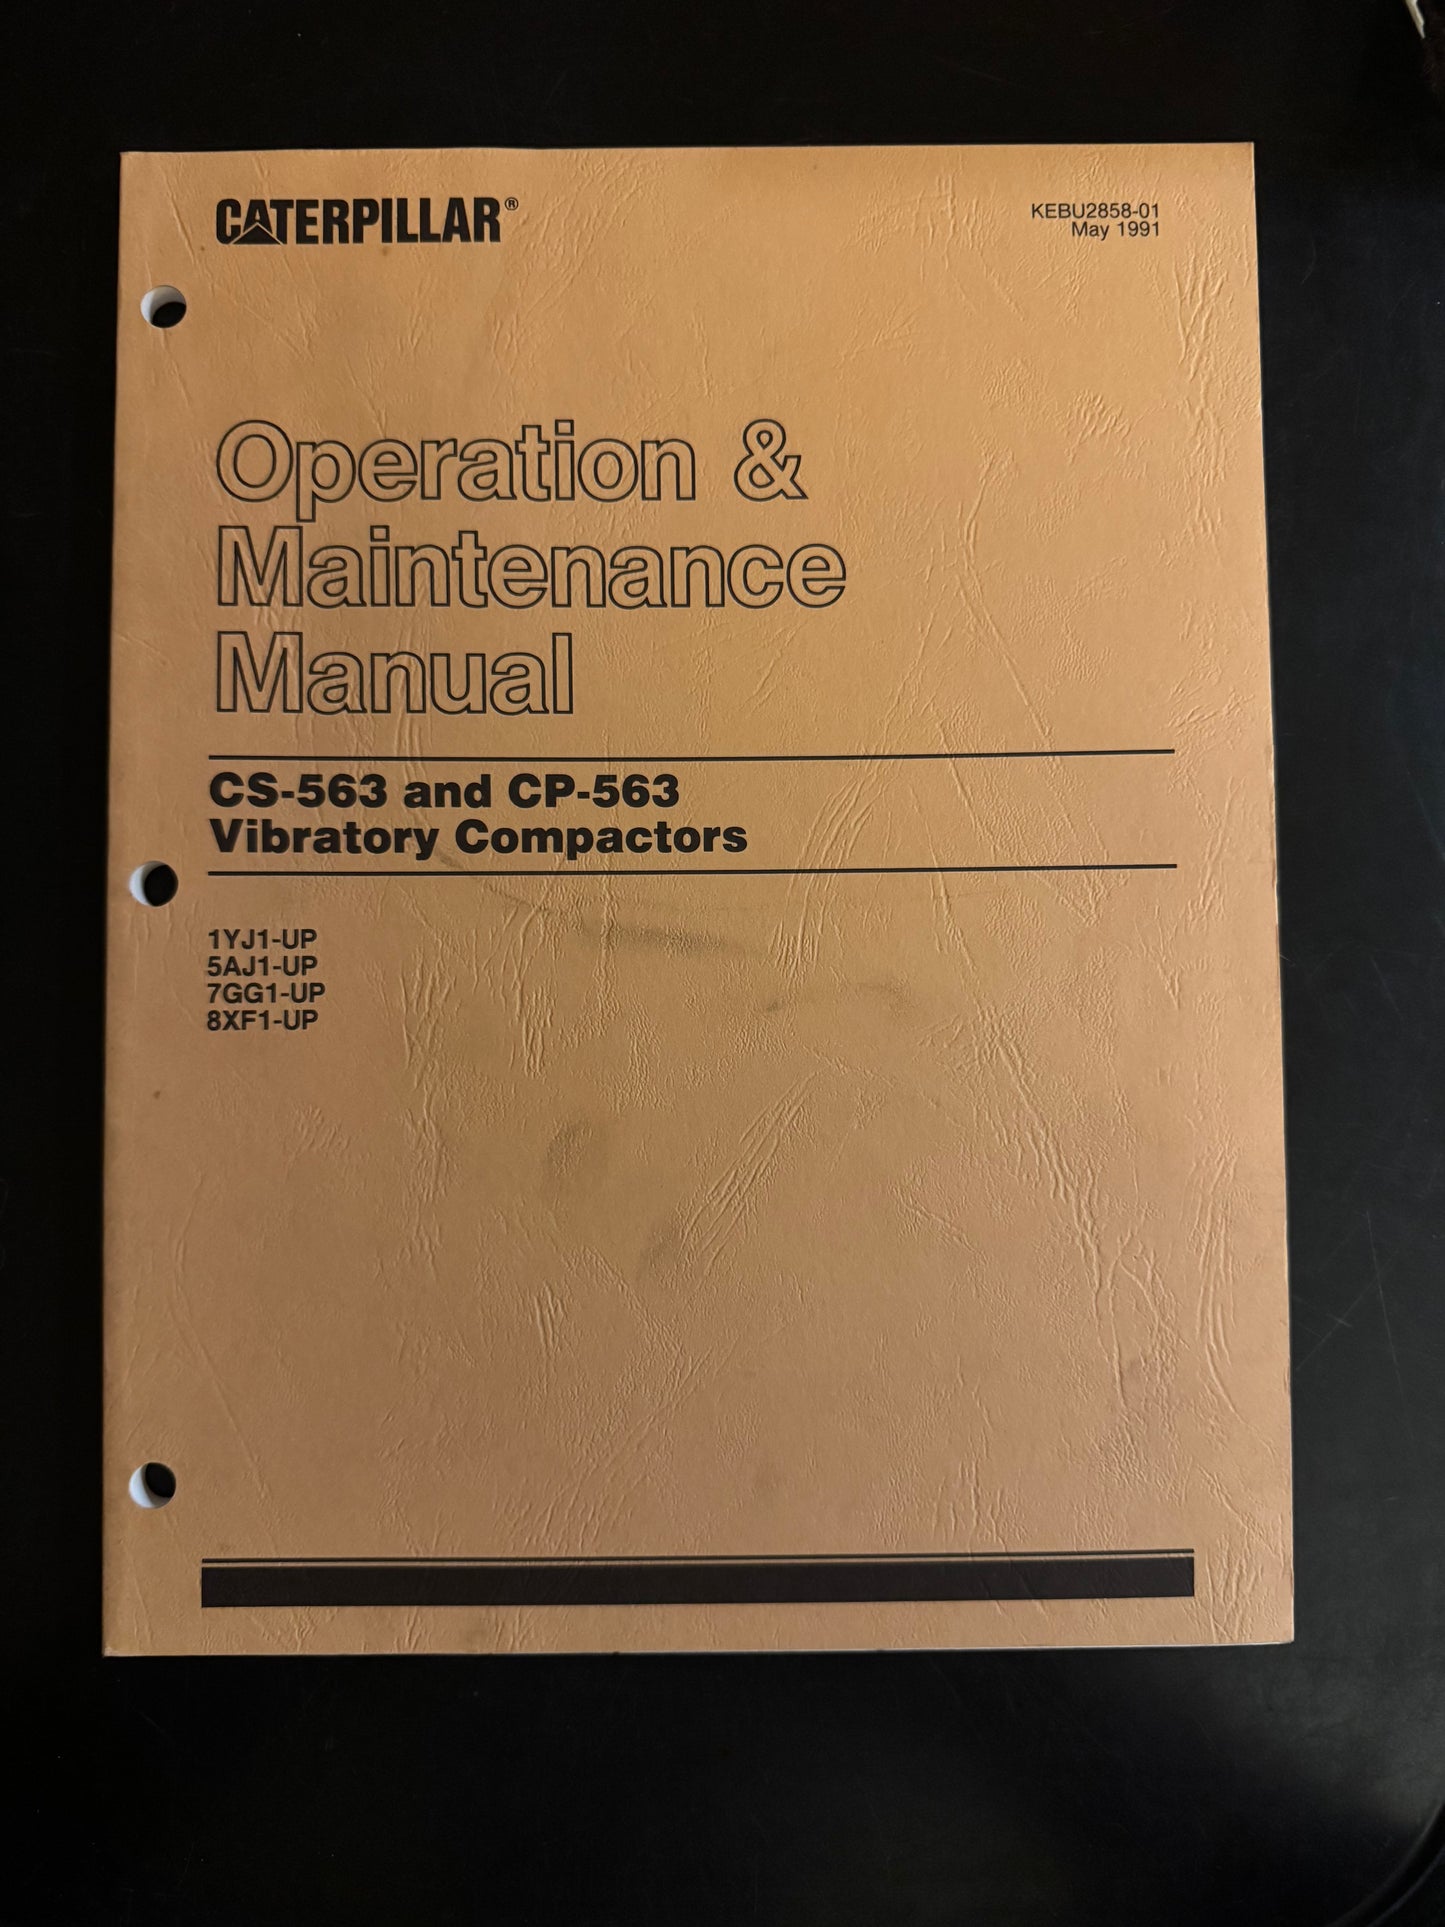 CATERPILLAR®
KEBU2858-01
May 1991
Operation &
Maintenance
Manual
CS-563 and CP-563
Vibratory Compactors
1YJ1-UP
5AJ1-UP
7GG1-UP
8XF1-UP